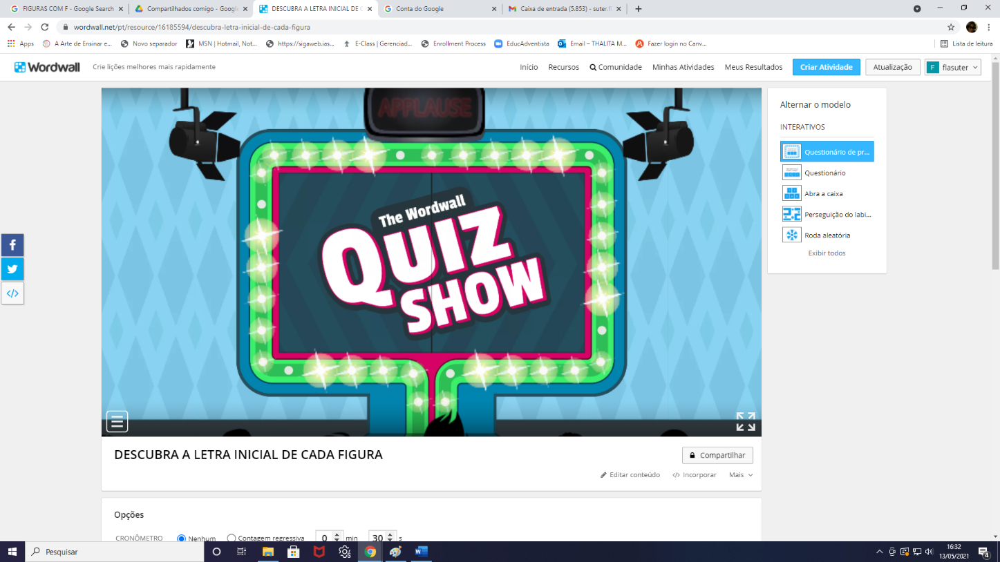 FIGURAS COM F - Google Search
Compartilhados comigo - Google
DESCUBRA A LETRA INICIAL DE C
Conta do Google
Caixa de entrada (5.853) - suter.fl
wordwall.net/pt/resource/16185594/descubra-letra-inicial-de-cada-figura
Apps
A Arte de Ensinar e...
Novo separador
MSN | Hotmail, Not...
https://sigaweb.ias...
E-Class | Gerenciad...
Enrollment Process
EducAdventista
Email – THALITA M...
Fazer login no Canv...
Lista de leitura
Wordwall
Crie lições melhores mais rapidamente
Início
Recursos
Comunidade
Minhas Atividades
Meus Resultados
Criar Atividade
Atualização
F flasuter
APPLAUSE
The Wordwall
QUIZ
SHOW
Alternar o modelo
INTERATIVOS
Questionário de pr...
Questionário
Abra a caixa
Perseguição do labi...
Roda aleatória
Exibir todos
DESCUBRA A LETRA INICIAL DE CADA FIGURA
Compartilhar
Editar conteúdo
Incorporar
Mais
Opções
CRONÔMETRO
Nenhum
Contagem regressiva
0 min
30 s
Pesquisar
16:32
13/05/2021
4